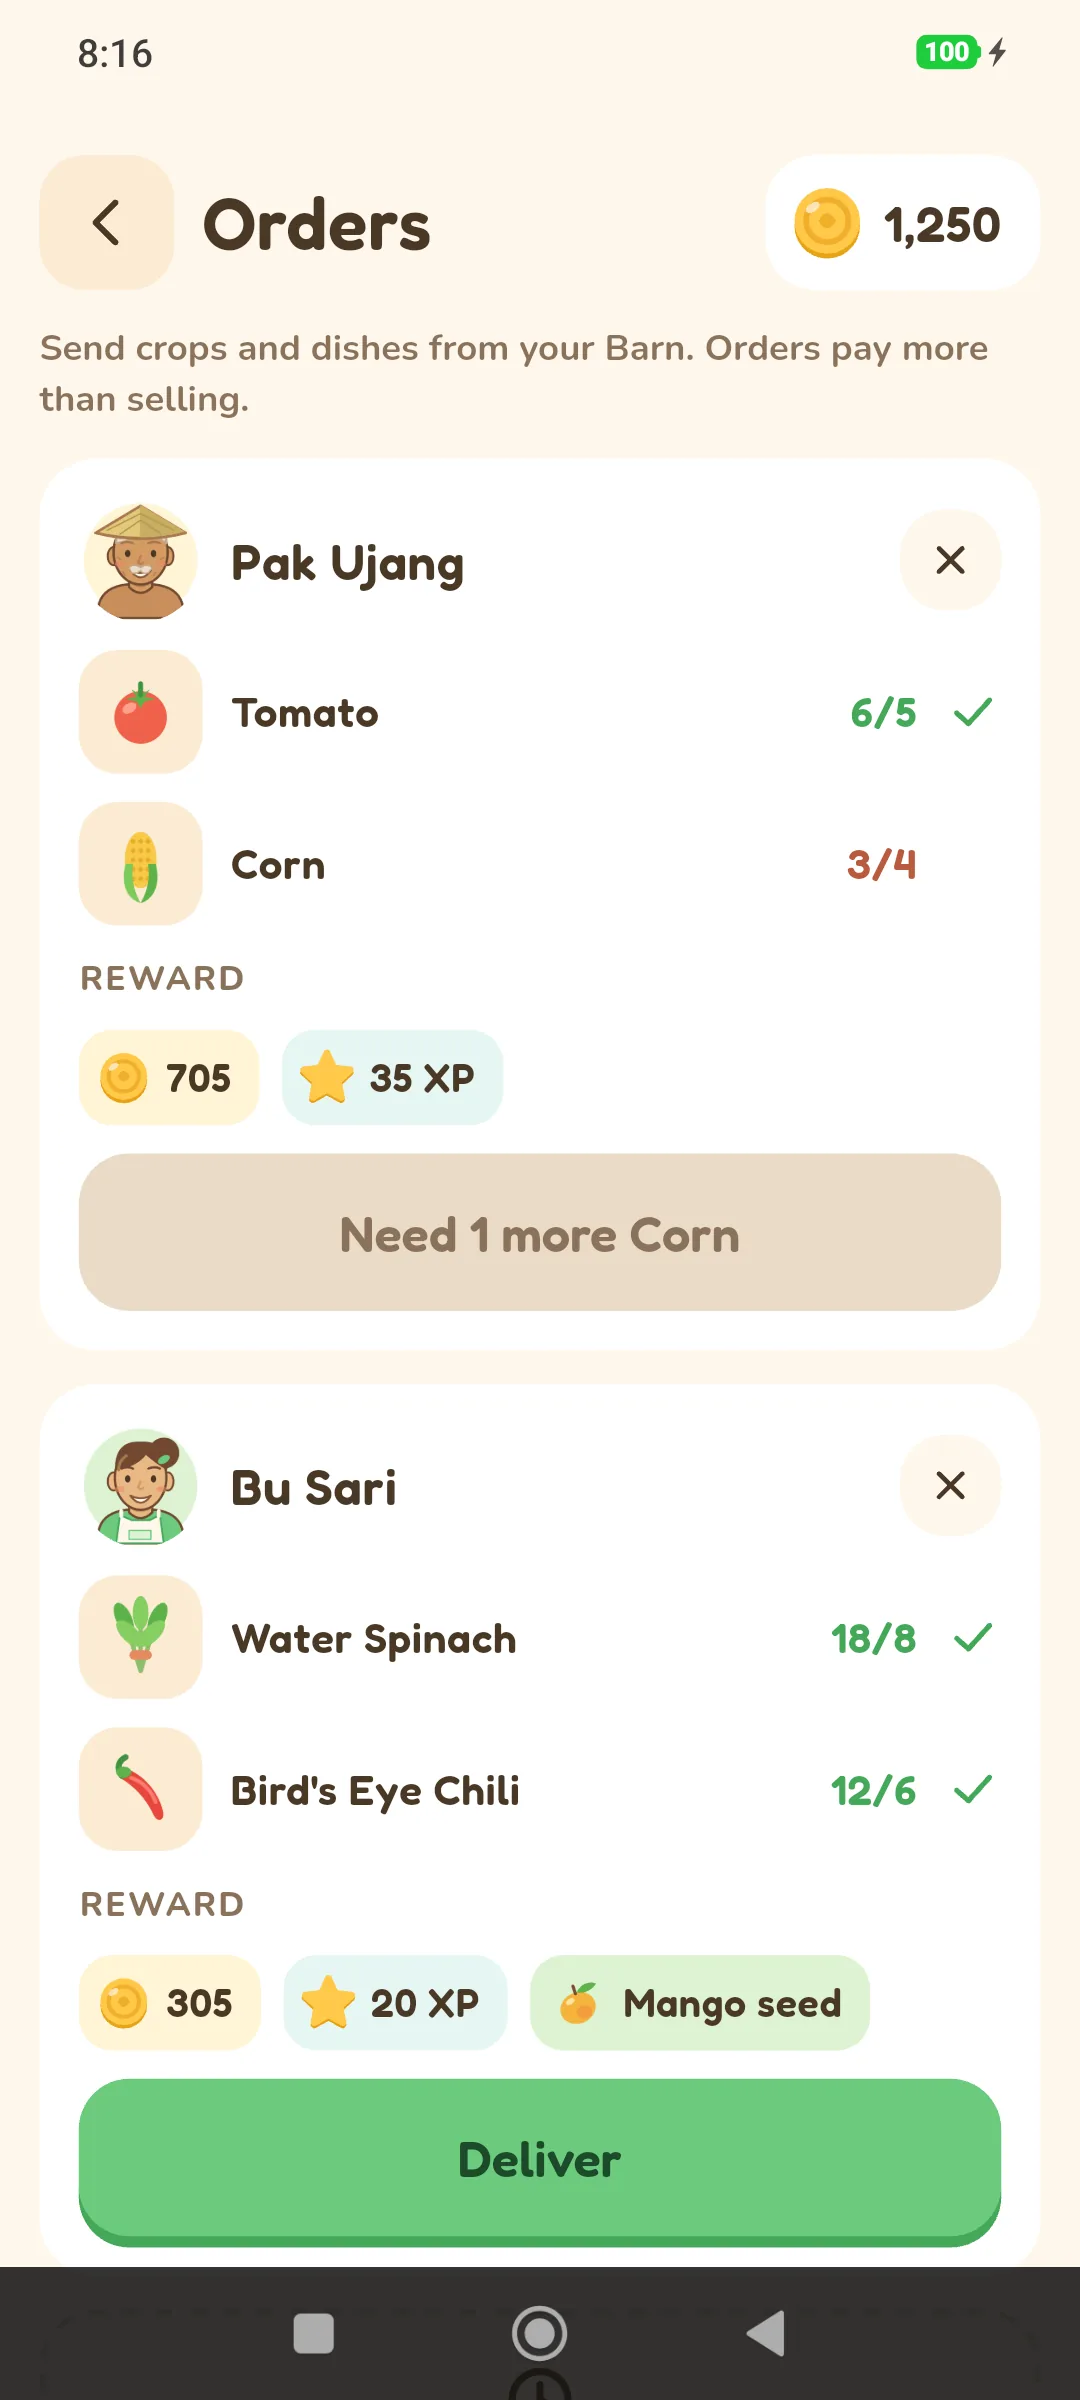 8:16
100
Orders
1,250
Send crops and dishes from your Barn. Orders pay more
than selling.
Pak Ujang
Tomato
6/5
Corn
3/4
REWARD
705
35 XP
Need 1 more Corn
Bu Sari
Water Spinach
18/8
Bird's Eye Chili
12/6
REWARD
305
20 XP
Mango seed
Deliver